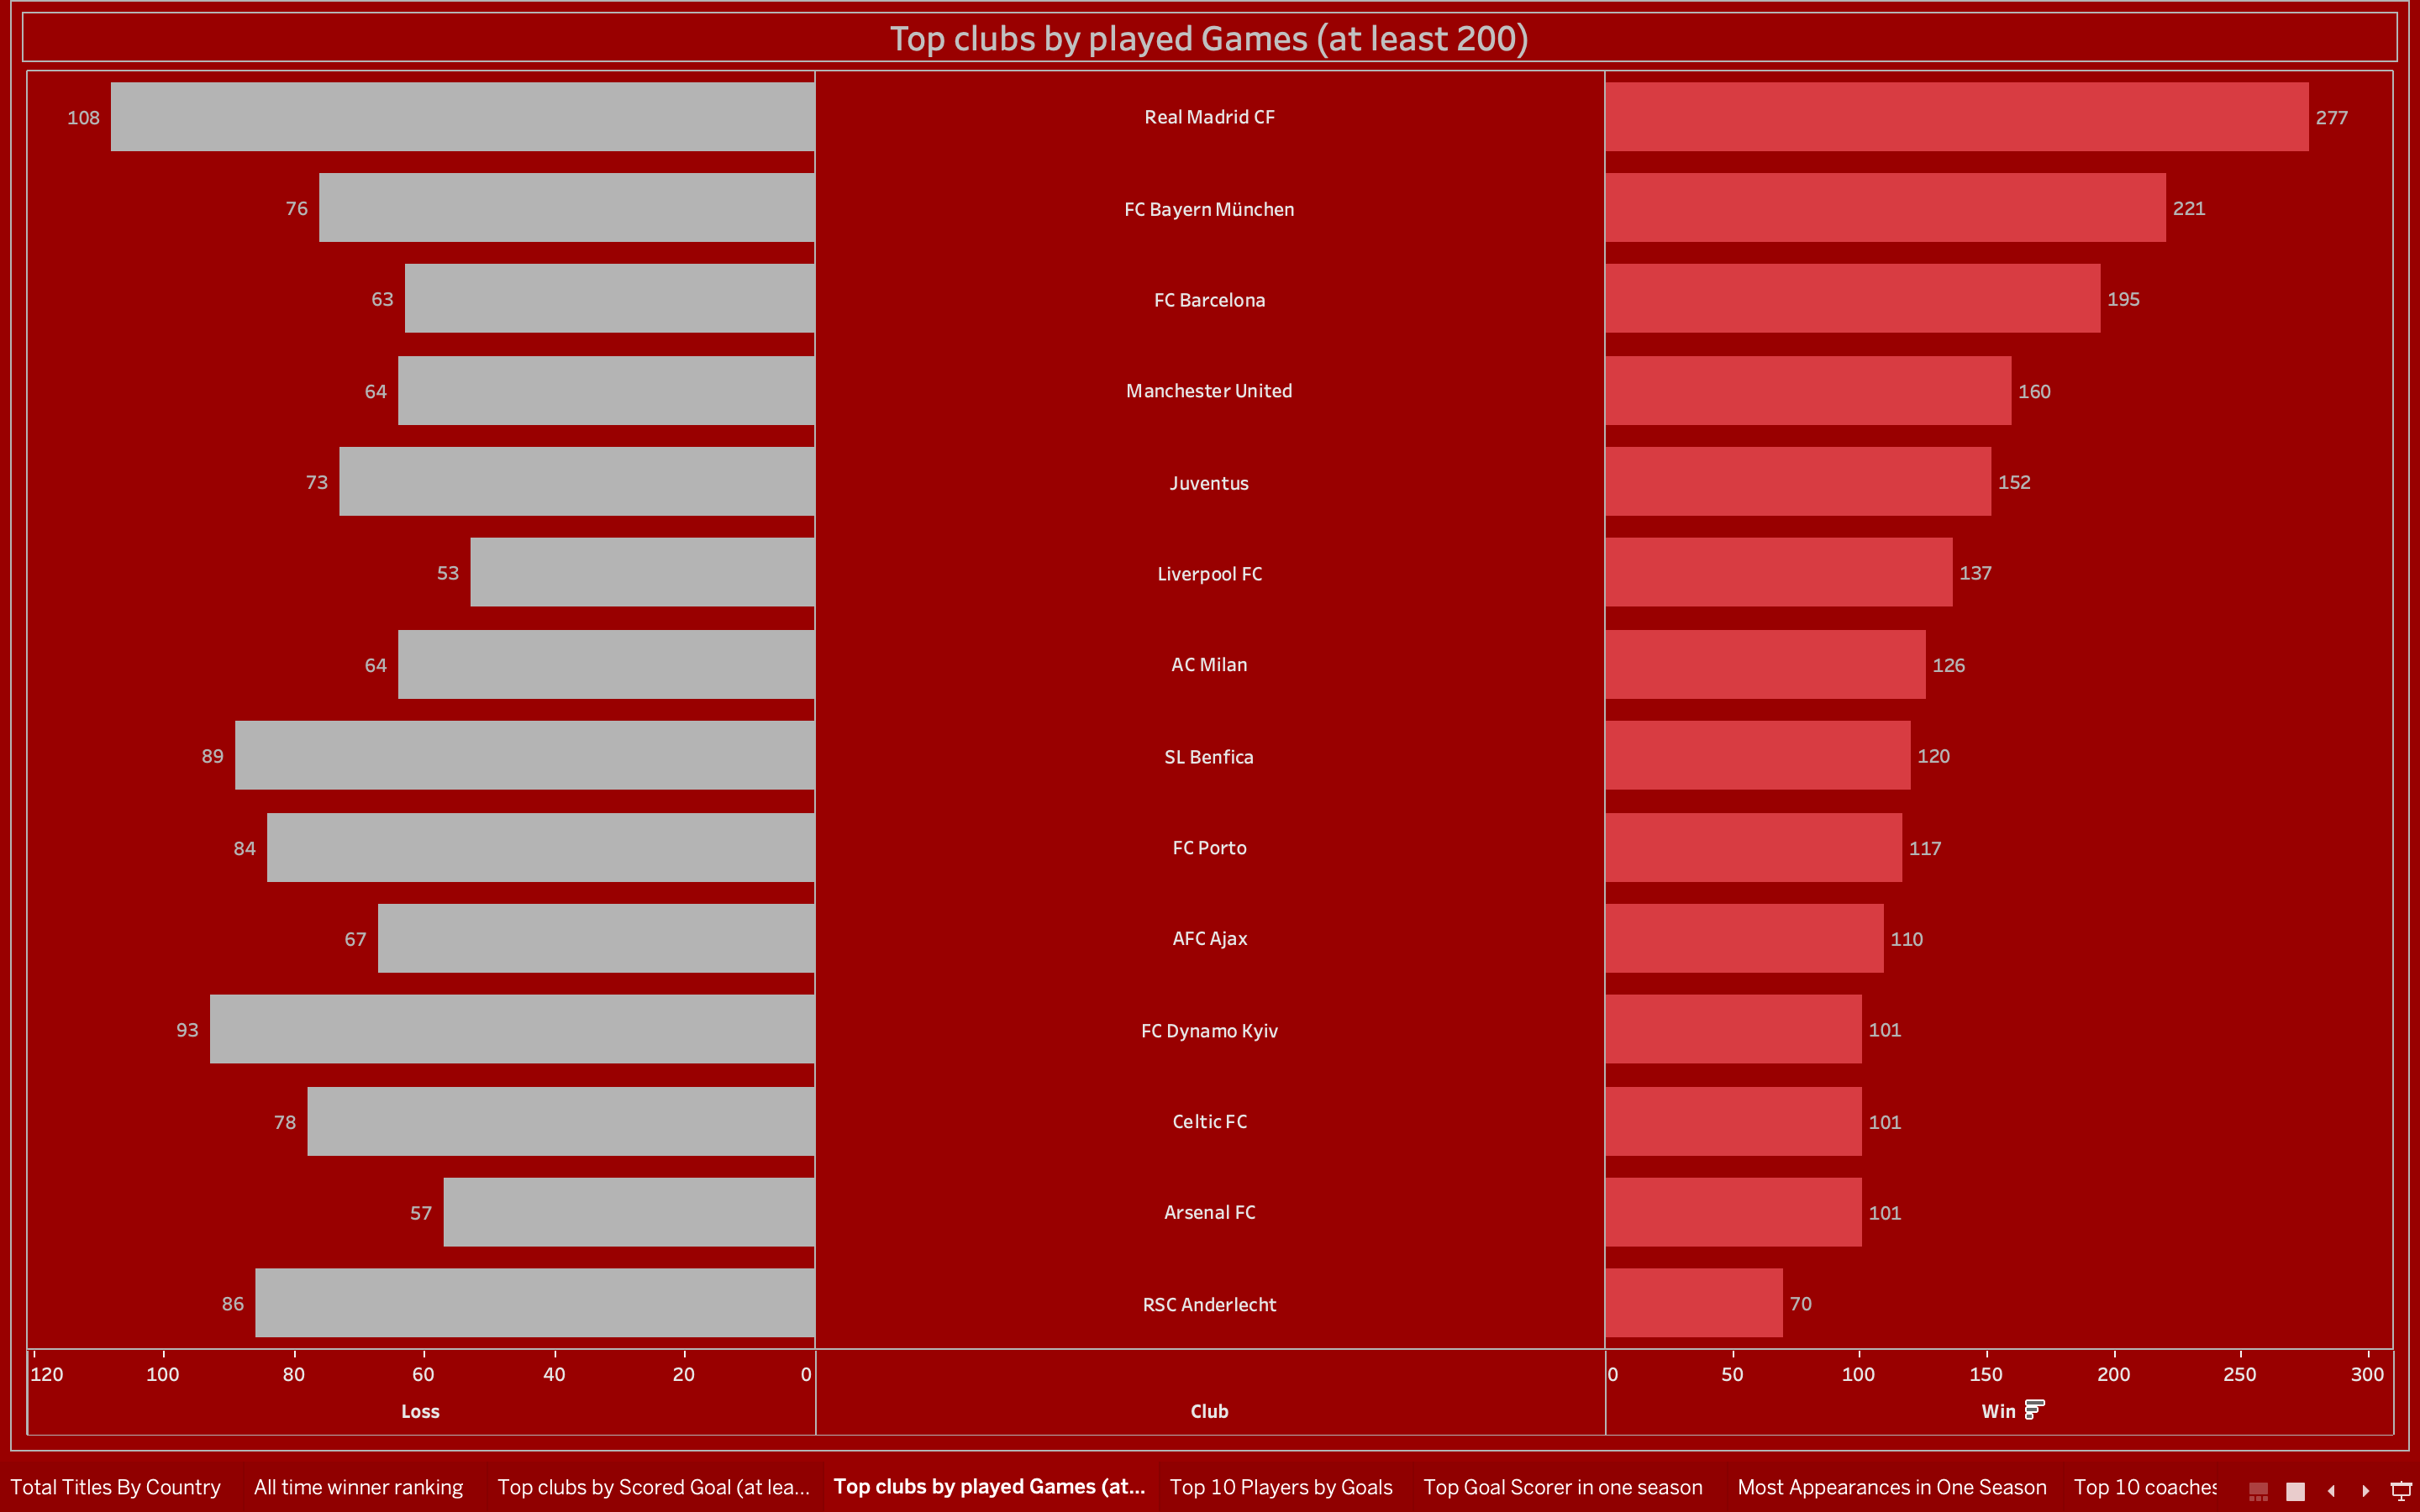 Top clubs by played Games (at least 200)
108 Real Madrid CF 277
76 FC Bayern München 221
63 FC Barcelona 195
64 Manchester United 160
73 Juventus 152
53 Liverpool FC 137
64 AC Milan 126
89 SL Benfica 120
84 FC Porto 117
67 AFC Ajax 110
93 FC Dynamo Kyiv 101
78 Celtic FC 101
57 Arsenal FC 101
86 RSC Anderlecht 70
120 100 80 60 40 20 0 0 50 100 150 200 250 300
Loss Club Win
Total Titles By Country All time winner ranking Top clubs by Scored Goal (at lea... Top clubs by played Games (at... Top 10 Players by Goals Top Goal Scorer in one season Most Appearances in One Season Top 10 coaches